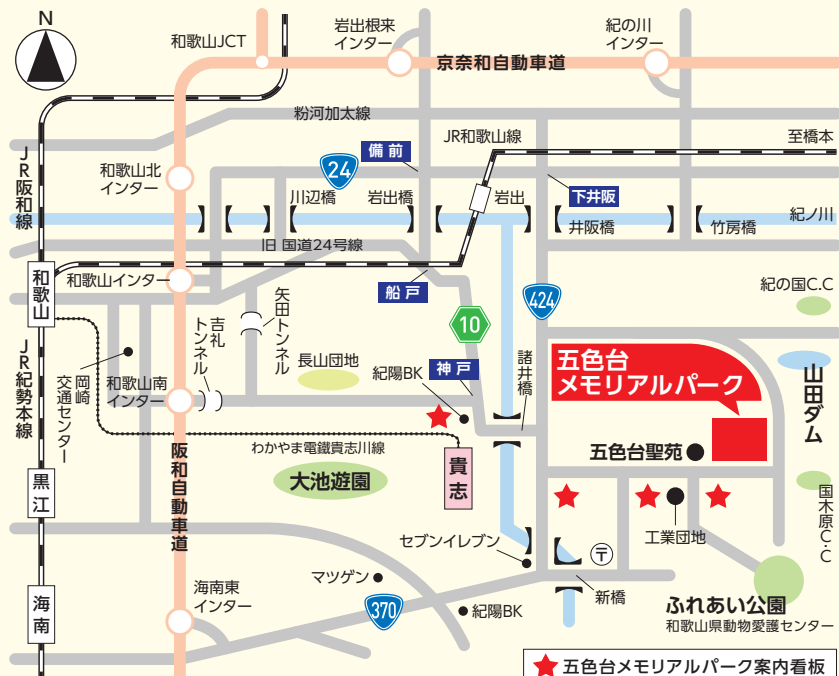 N
和歌山JCT
岩出根来
インター
紀の川
インター
京奈和自動車道
粉河加太線
JR和歌山線
至橋本
備前
24
JR阪和線
和歌山北
インター
川辺橋
岩出橋
岩出
下井阪
井阪橋
竹房橋
紀ノ川
旧 国道24号線
和歌山
和歌山インター
船戸
424
紀の国C.C
矢田トンネル
吉礼
トンネル
10
諸井橋
長山団地
神戸
紀陽BK
五色台
メモリアルパーク
山田ダム
JR紀勢本線
岡崎
交通センター
和歌山南
インター
わかやま電鐵貴志川線
貴志
五色台聖苑
阪和自動車道
大池遊園
黒江
国木原C・C
工業団地
セブンイレブン
〒
マツゲン
新橋
海南
海南東
インター
370
紀陽BK
ふれあい公園
和歌山県動物愛護センター
五色台メモリアルパーク案内看板